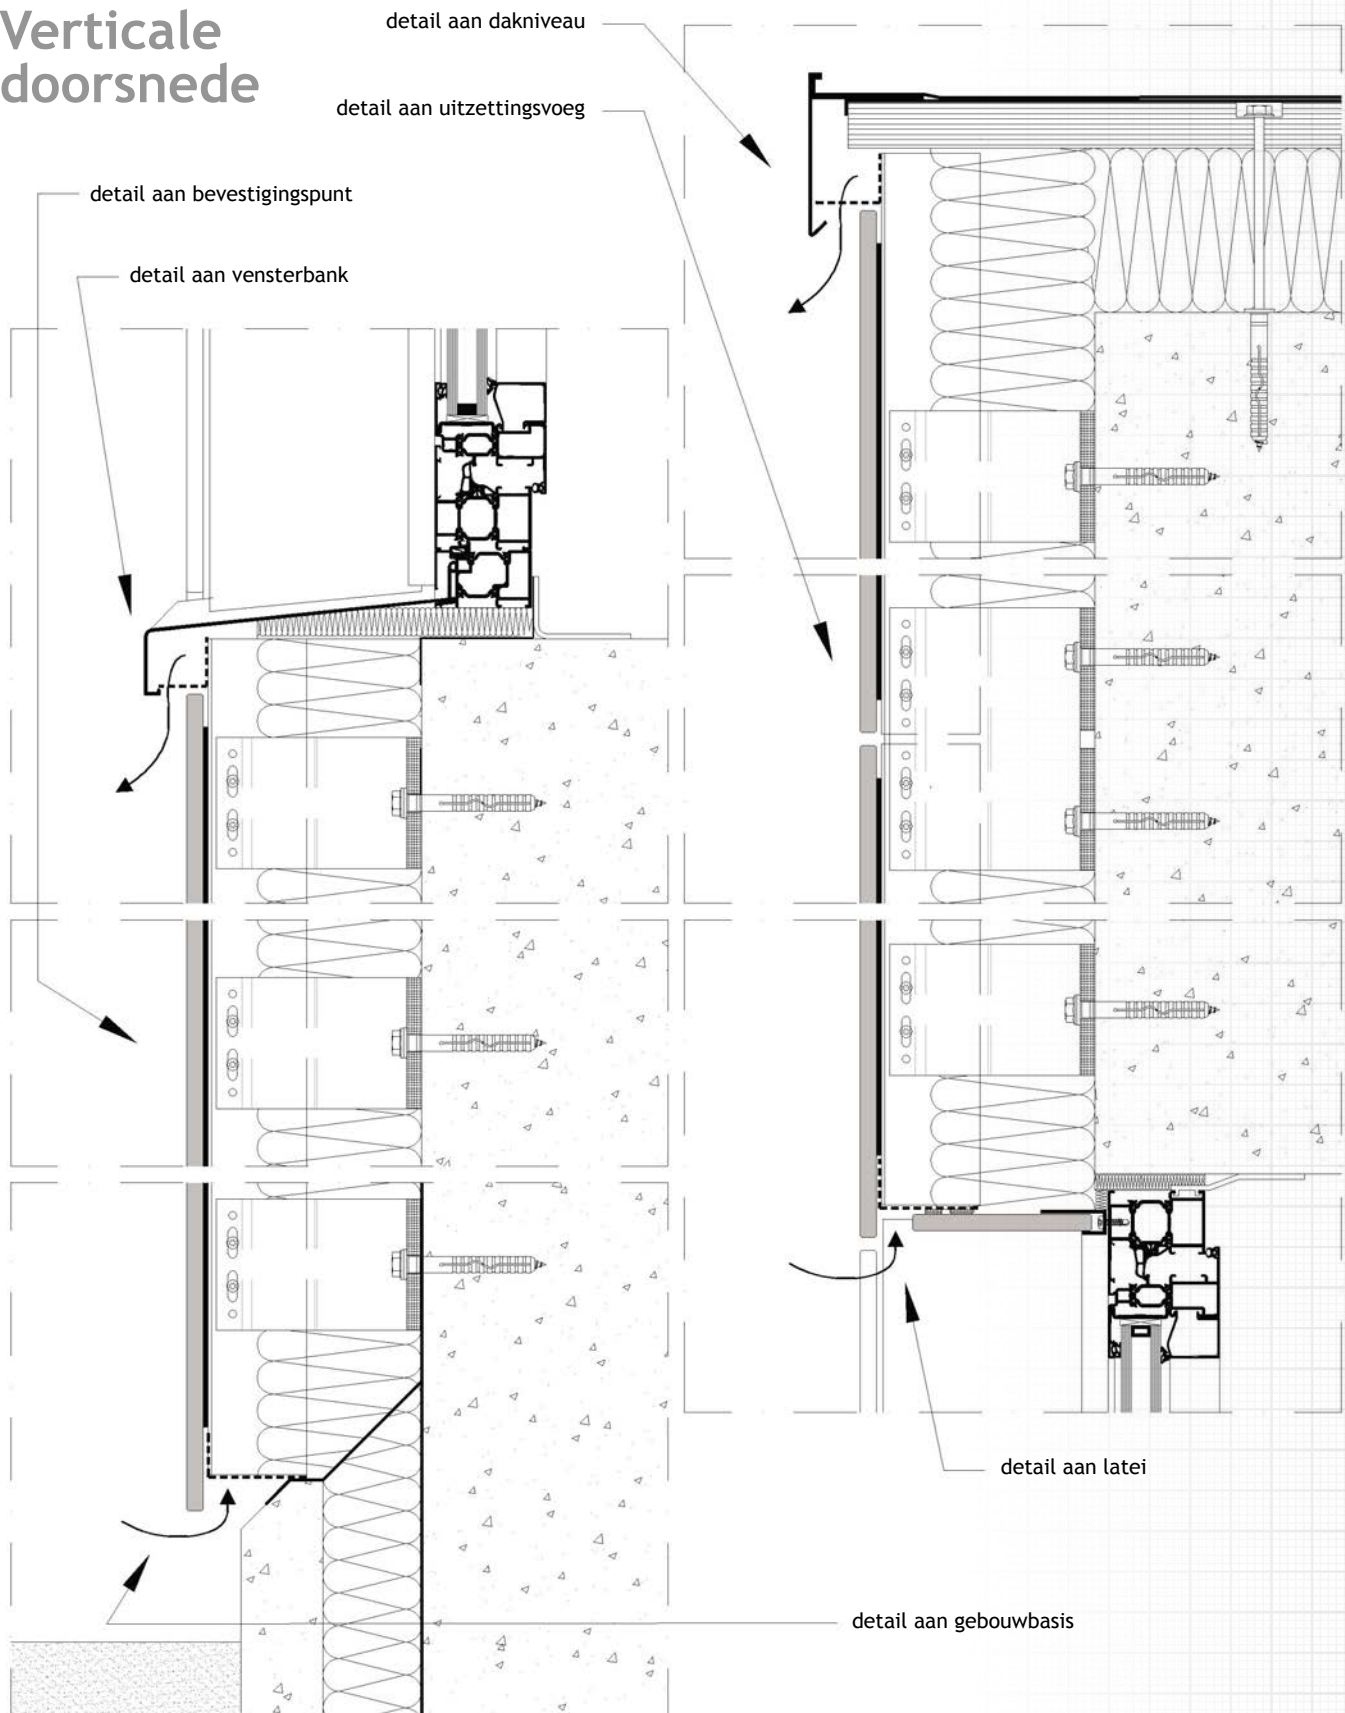 Verticale
doorsnede
detail aan dakniveau
detail aan uitzettingsvoeg
detail aan bevestigingspunt
detail aan vensterbank
detail aan latei
detail aan gebouwbasis